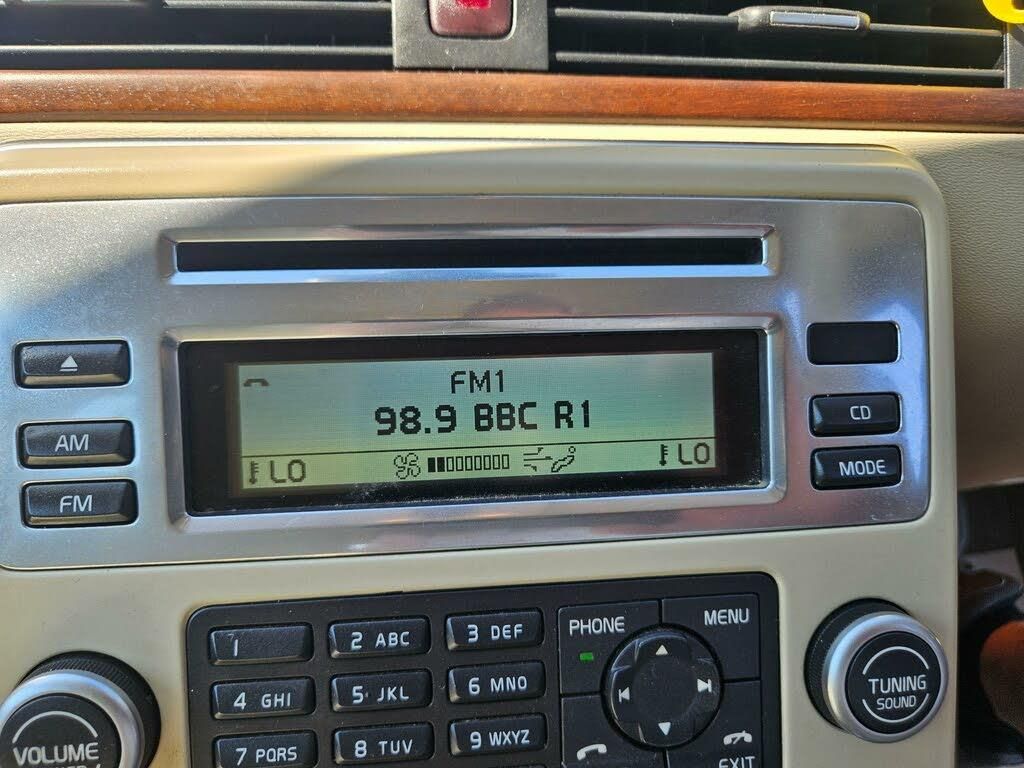 FM1
98.9 BBC R1
LO LO
AM
FM
CD
MODE
1
2 ABC
3 DEF
4 GHI
5 JKL
6 MNO
7 PQRS
8 TUV
9 WXYZ
PHONE
MENU
EXIT
VOLUME
TUNING
SOUND